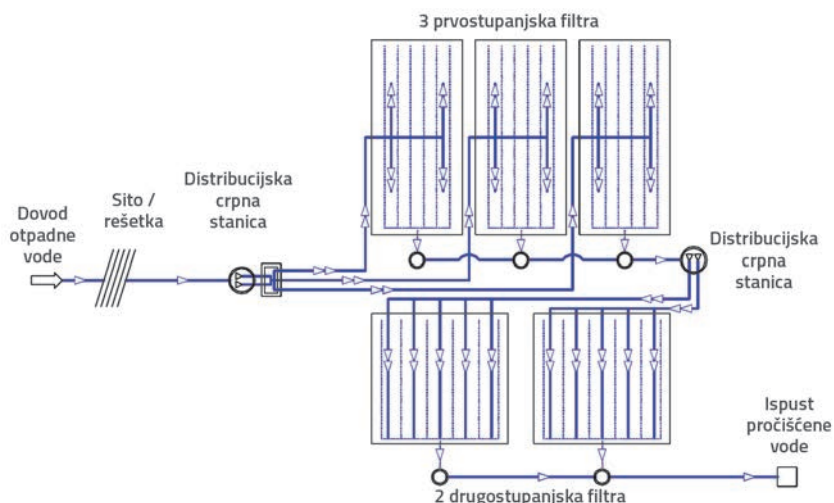 3 prvostupanjska filtra
Dovod
otpadne
vode
Sito /
rešetka
Distribucijska
crpna
stanica
Distribucijska
crpna
stanica
Ispust
pročišćene
vode
2 drugostupanjska filtra